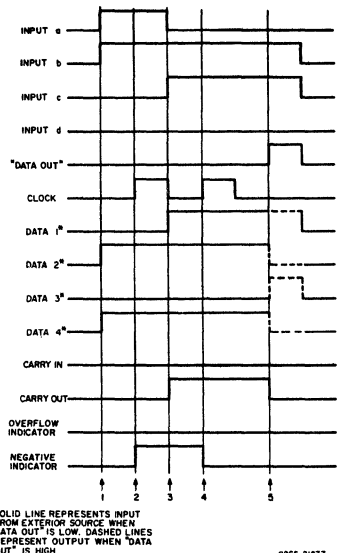 INPUT a
INPUT b
INPUT c
INPUT d
"DATA OUT"
CLOCK
DATA 1*
DATA 2*
DATA 3*
DATA 4*
CARRY IN
CARRY OUT
OVERFLOW
INDICATOR
NEGATIVE
INDICATOR
1 2 3 4 5
OLID LINE REPRESENTS INPUT
ROM EXTERIOR SOURCE WHEN
ATA OUT" IS LOW. DASHED LINES
EPRESENT OUTPUT WHEN "DATA
UT" IS HIGH